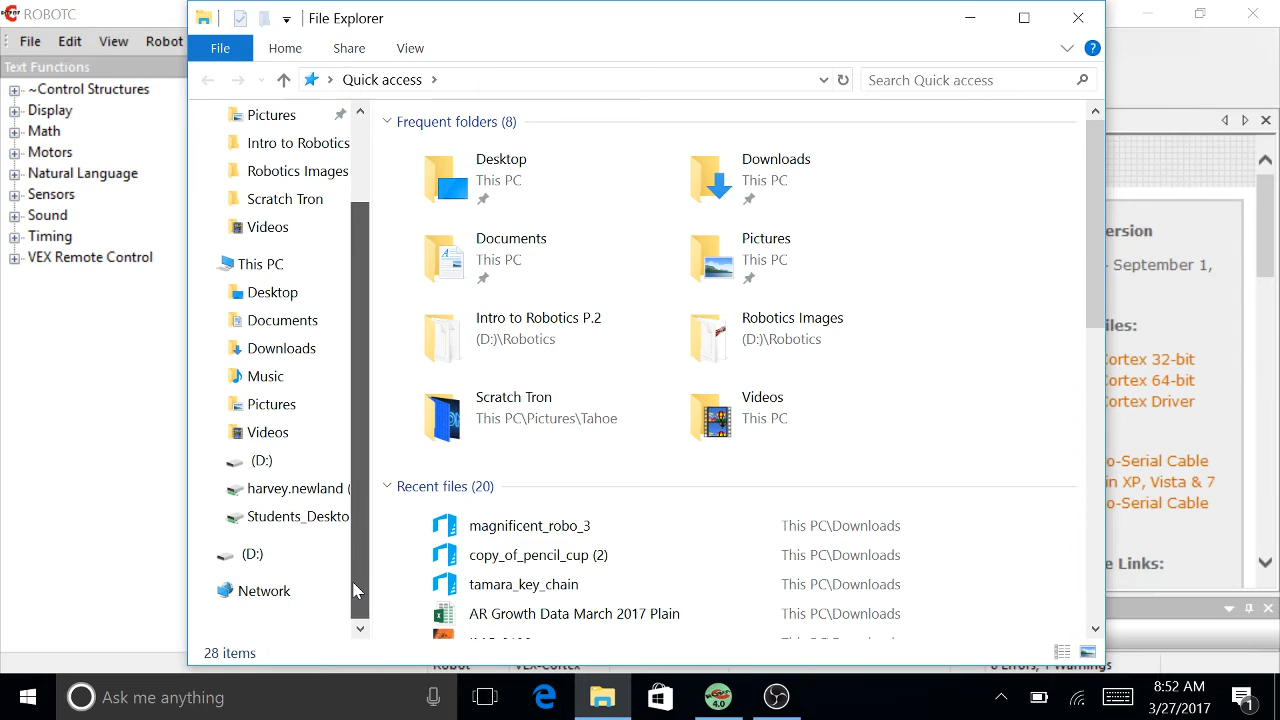 ROBOTC
File Explorer
File Edit View Robot
File Home Share View
Text Functions
Quick access
Search Quick access
~Control Structures
Display
Math
Motors
Natural Language
Sensors
Sound
Timing
VEX Remote Control
Pictures
Intro to Robotics
Robotics Images
Scratch Tron
Videos
This PC
Desktop
Documents
Downloads
Music
Pictures
Videos
(D:)
harvey.newland (
Students_Deskto
(D:)
Network
Frequent folders (8)
Desktop
This PC
Downloads
This PC
Documents
This PC
Pictures
This PC
Intro to Robotics P.2
(D:)\Robotics
Robotics Images
(D:)\Robotics
Scratch Tron
This PC\Pictures\Tahoe
Videos
This PC
Recent files (20)
magnificent_robo_3 This PC\Downloads
copy_of_pencil_cup (2) This PC\Downloads
tamara_key_chain This PC\Downloads
AR Growth Data March 2017 Plain This PC\Downloads
28 items
ersion
- September 1,
iles:
Cortex 32-bit
Cortex 64-bit
Cortex Driver
o-Serial Cable
in XP, Vista & 7
o-Serial Cable
e Links:
Robot VEX-Cortex Errors, 1 Warnings
Ask me anything
4.0
8:52 AM
3/27/2017
1